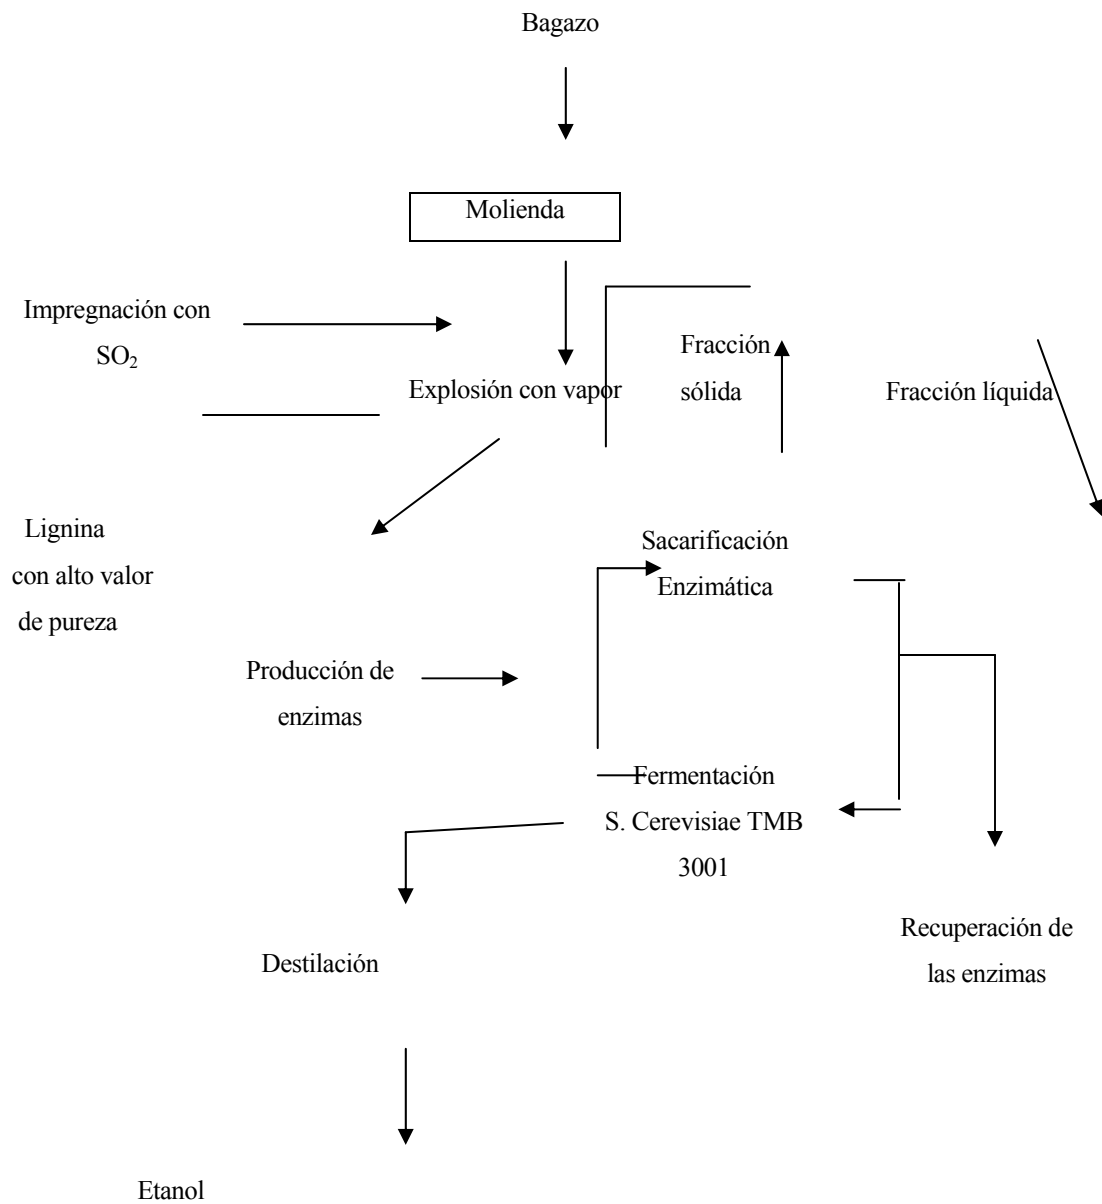 Bagazo
Molienda
Impregnación con
SO₂
Explosión con vapor
Fracción
sólida
Fracción líquida
Lignina
con alto valor
de pureza
Sacarificación
Enzimática
Producción de
enzimas
Fermentación
S. Cerevisiae TMB
3001
Recuperación de
las enzimas
Destilación
Etanol